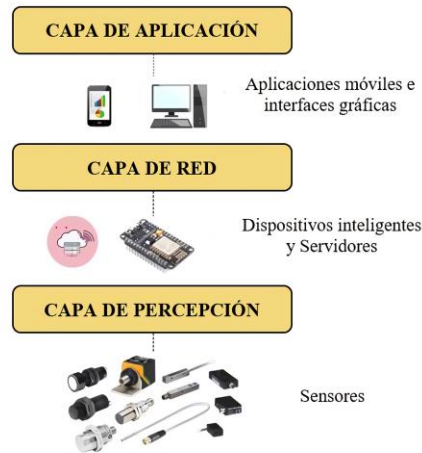 CAPA DE APLICACIÓN
Aplicaciones móviles e
interfaces gráficas
CAPA DE RED
Dispositivos inteligentes
y Servidores
CAPA DE PERCEPCIÓN
Sensores